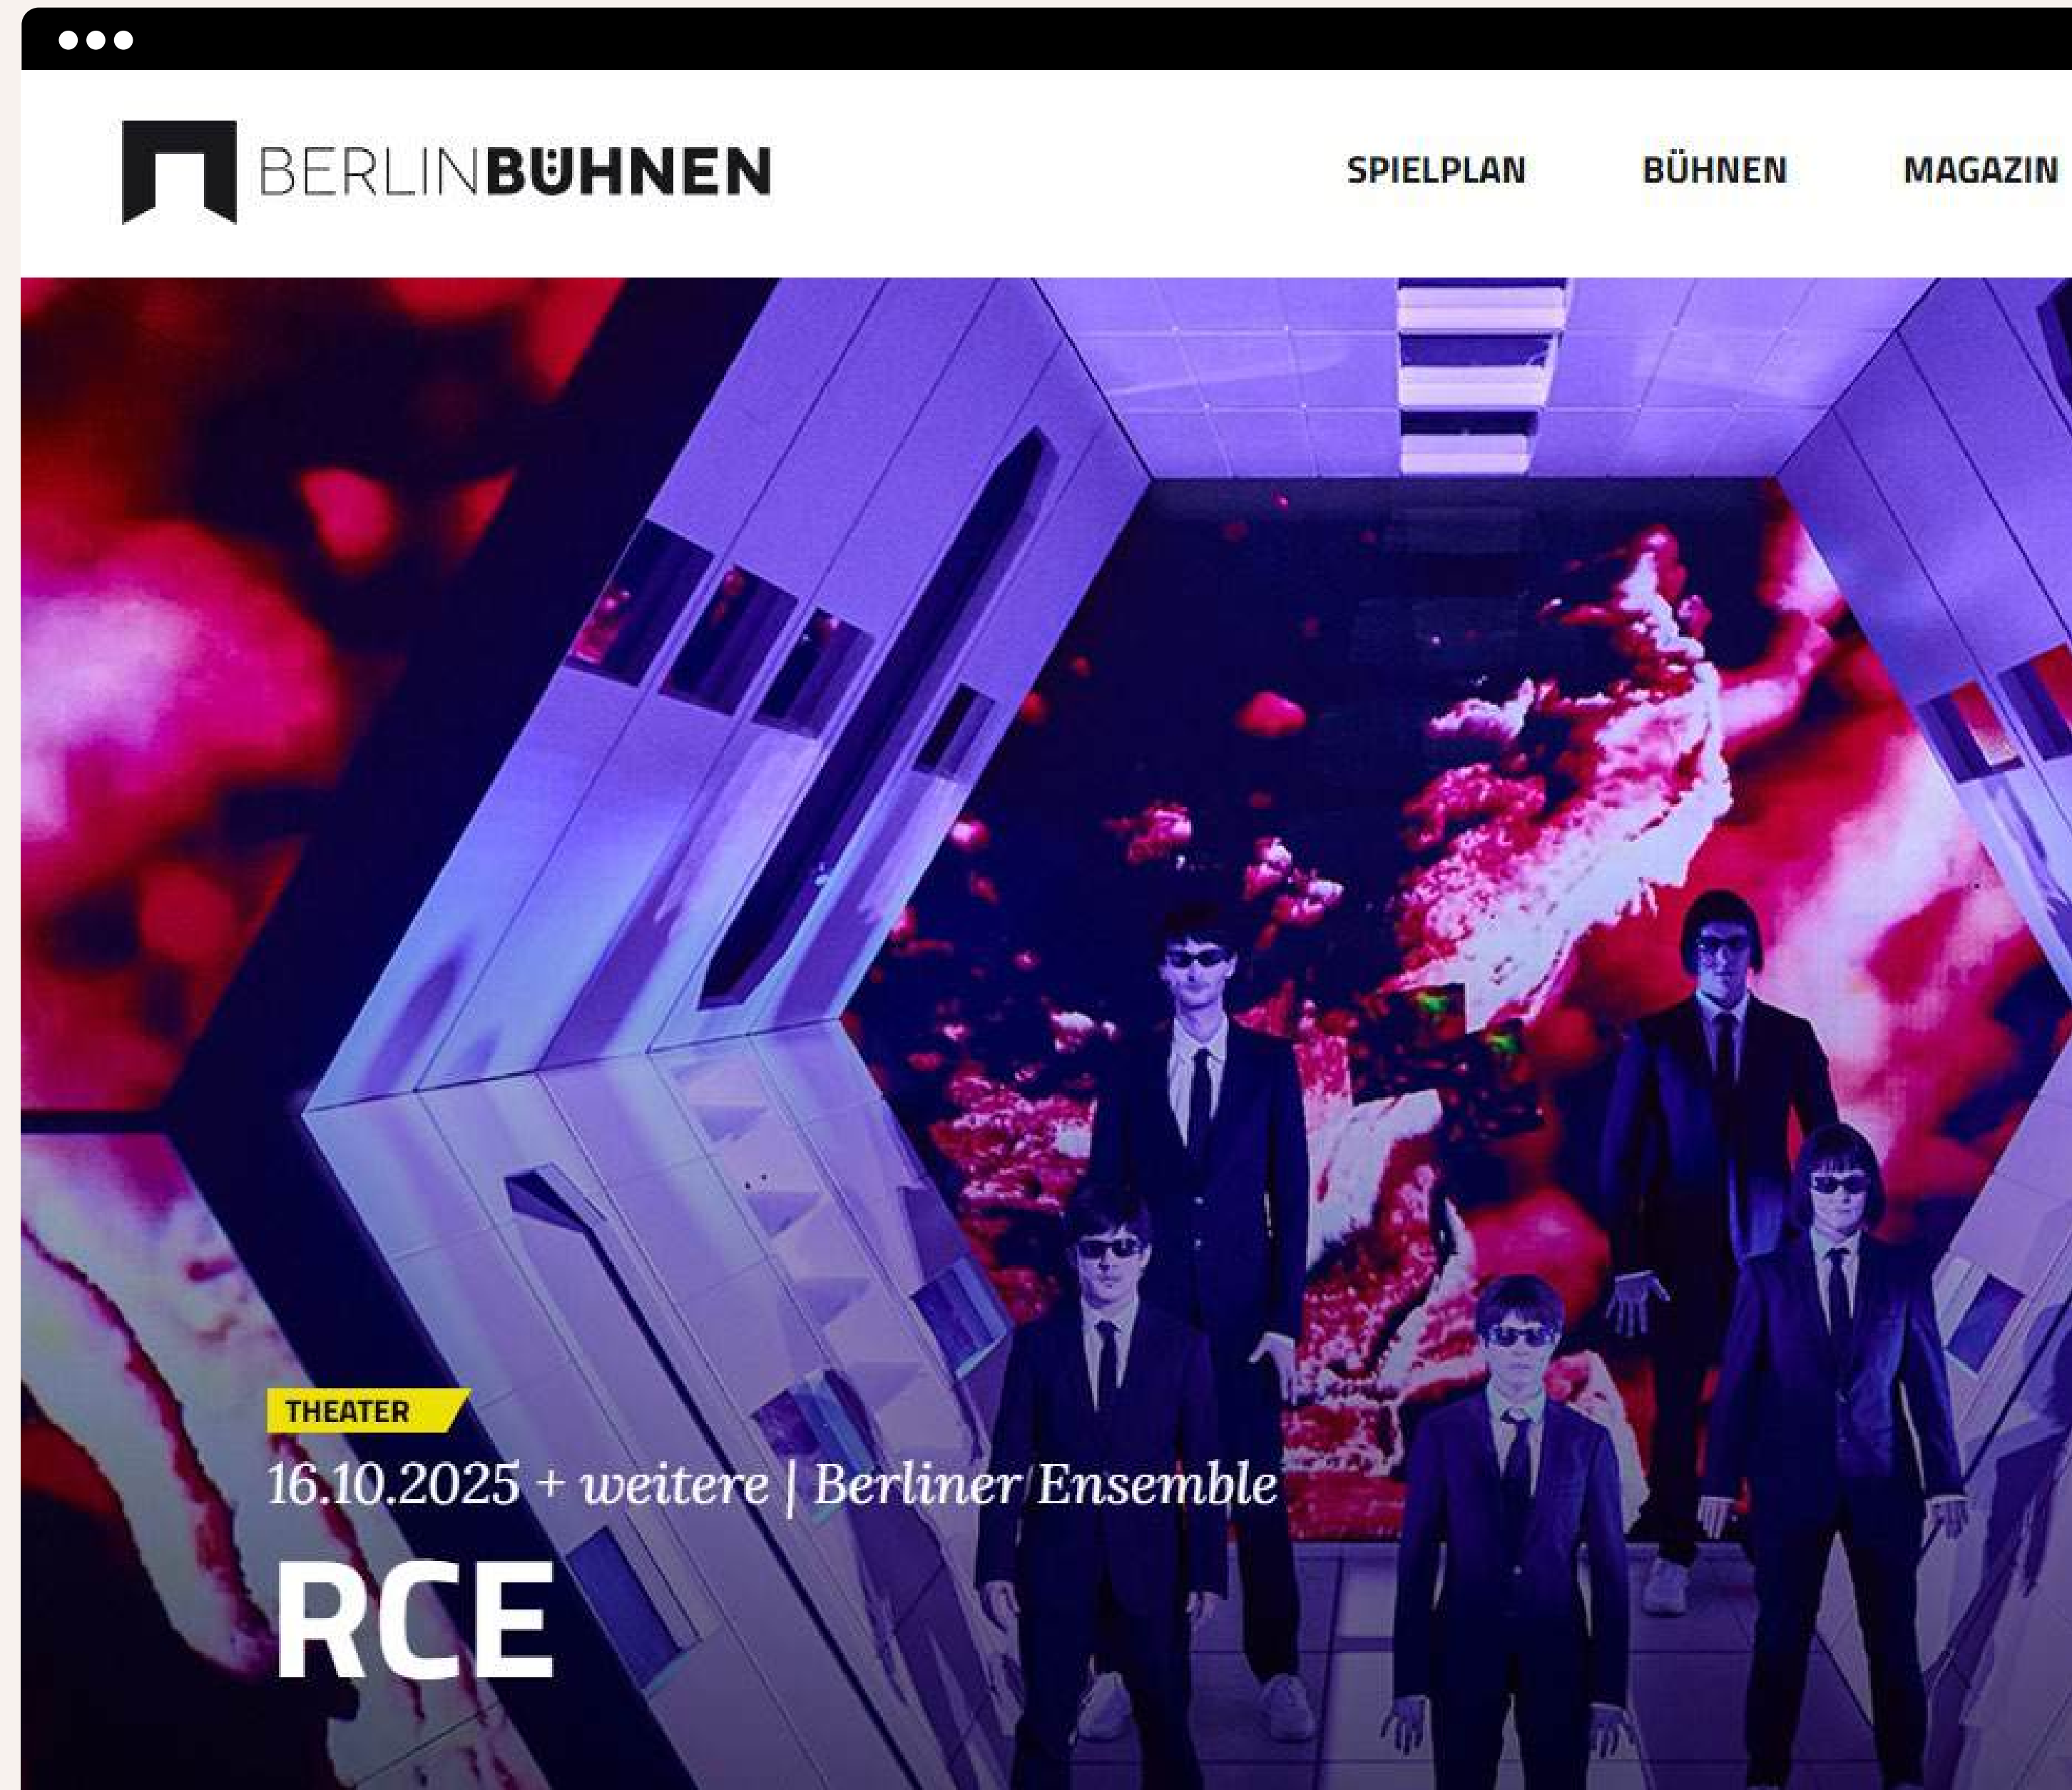 BERLINBÜHNEN
SPIELPLAN BÜHNEN MAGAZIN
THEATER
16.10.2025 + weitere | Berliner Ensemble
RCE